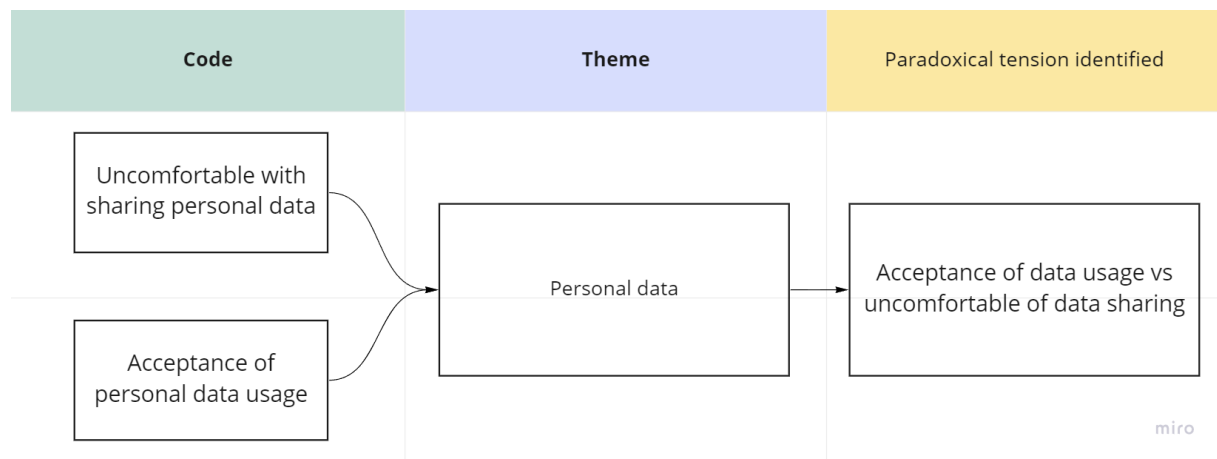 Code
Theme
Paradoxical tension identified
Uncomfortable with
sharing personal data
Acceptance of
personal data usage
Personal data
Acceptance of data usage vs
uncomfortable of data sharing
miro